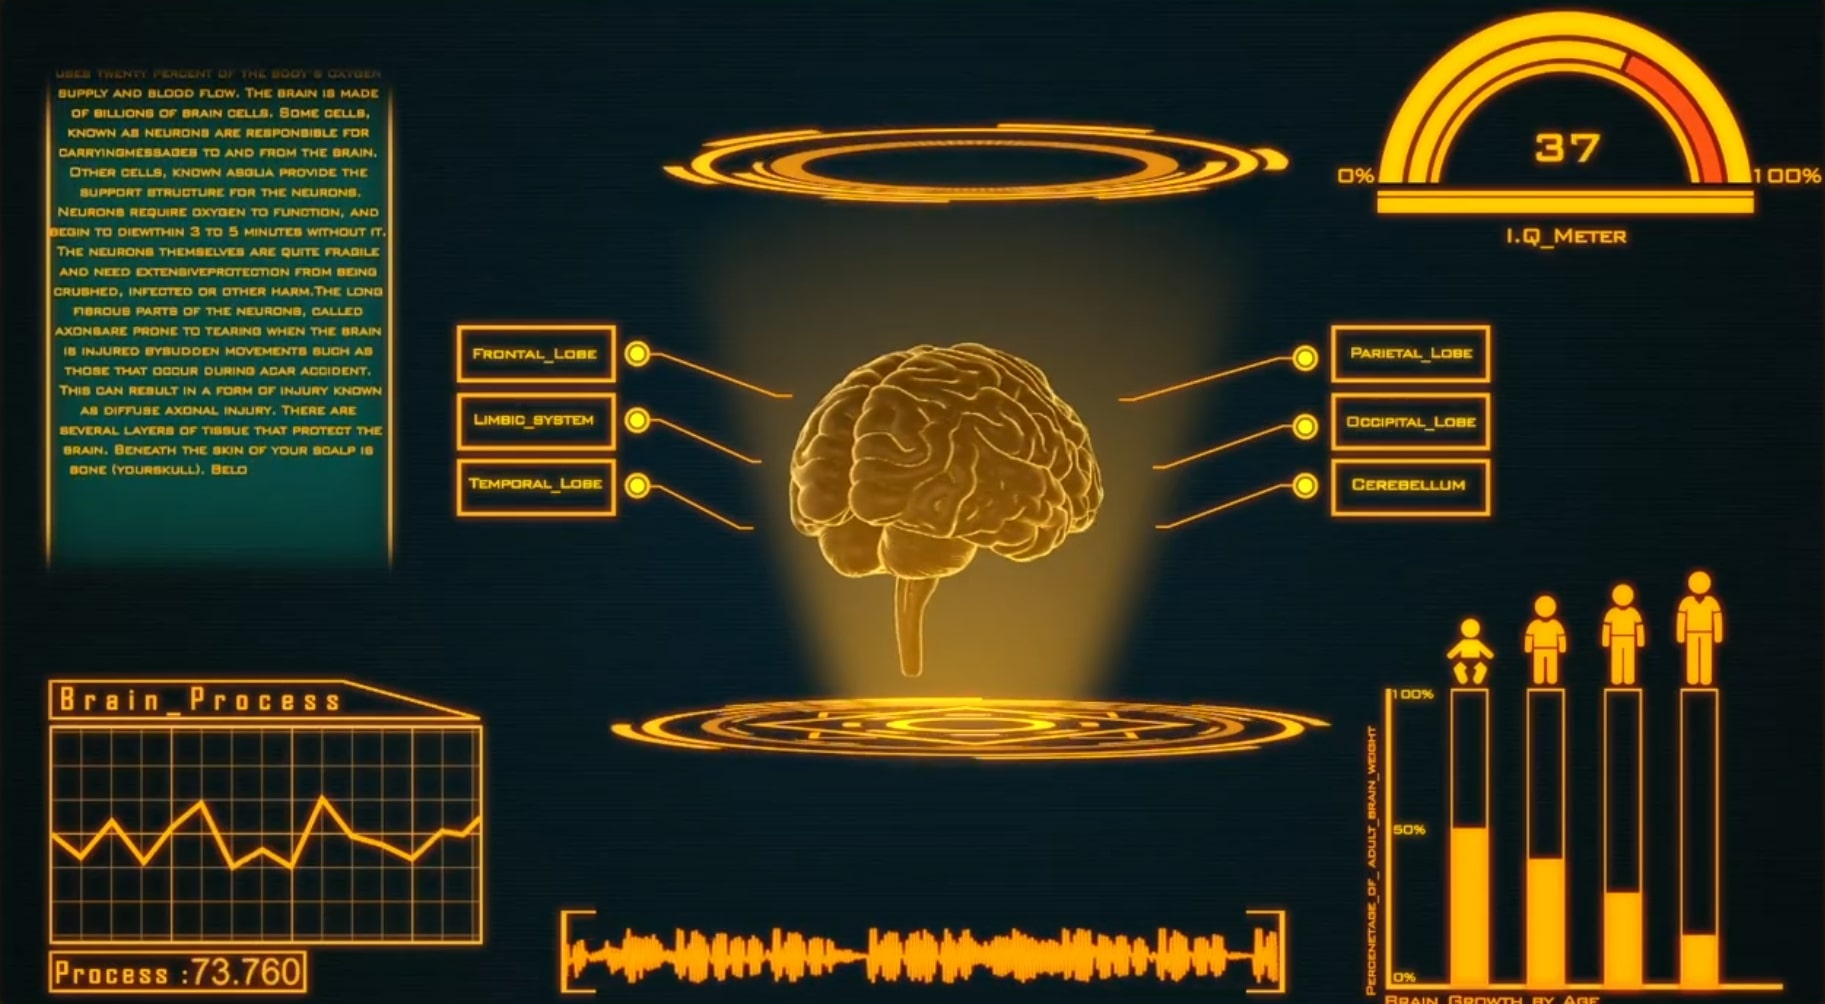 USES TWENTY PERCENT OF THE BODY'S OXYGEN
SUPPLY AND BLOOD FLOW. THE BRAIN IS MADE
OF BILLIONS OF BRAIN CELLS. SOME CELLS,
KNOWN AS NEURONS ARE RESPONSIBLE FOR
CARRYINGMESSAGES TO AND FROM THE BRAIN.
OTHER CELLS, KNOWN ASGLIA PROVIDE THE
SUPPORT STRUCTURE FOR THE NEURONS.
NEURONS REQUIRE OXYGEN TO FUNCTION, AND
BEGIN TO DIEWITHIN 3 TO 5 MINUTES WITHOUT IT.
THE NEURONS THEMSELVES ARE QUITE FRAGILE
AND NEED EXTENSIVEPROTECTION FROM BEING
CRUSHED, INFECTED OR OTHER HARM.THE LONG
FIBROUS PARTS OF THE NEURONS, CALLED
AXONSARE PRONE TO TEARING WHEN THE BRAIN
IS INJURED BYSUDDEN MOVEMENTS SUCH AS
THOSE THAT OCCUR DURING ACAR ACCIDENT.
THIS CAN RESULT IN A FORM OF INJURY KNOWN
AS DIFFUSE AXONAL INJURY. THERE ARE
SEVERAL LAYERS OF TISSUE THAT PROTECT THE
BRAIN. BENEATH THE SKIN OF YOUR SCALP IS
BONE (YOURSKULL). BELO
37
0%
100%
I.Q_METER
FRONTAL_LOBE
LIMBIC_SYSTEM
TEMPORAL_LOBE
PARIETAL_LOBE
OCCIPITAL_LOBE
CEREBELLUM
Brain_Process
Process :73.760
100%
50%
0%
PERCENETAGE_OF_ADULT_BRAIN_WEIGHT
BRAIN_GROWTH_BY_AGE